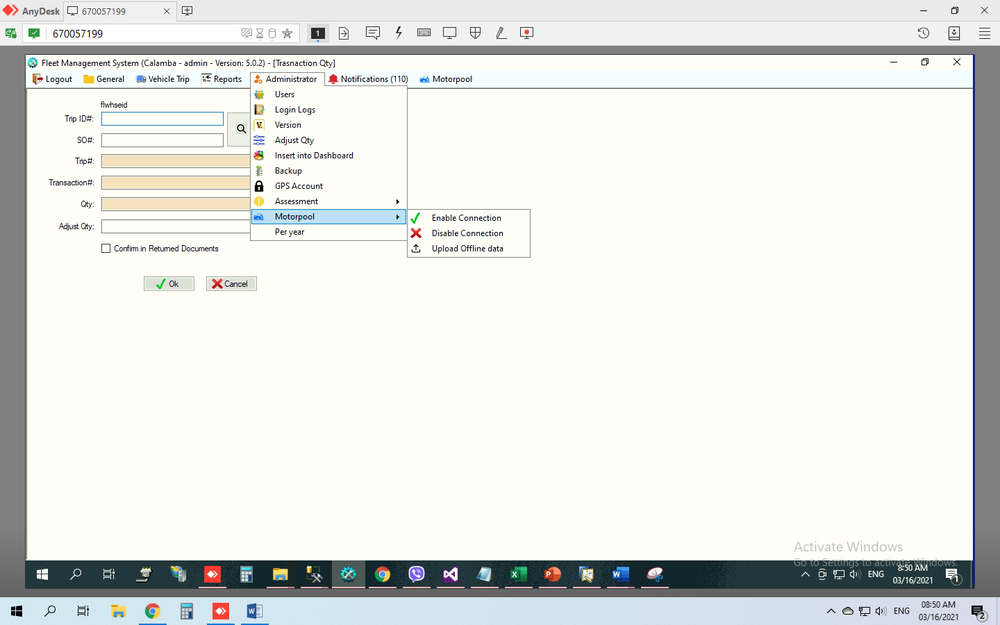 AnyDesk
670057199
670057199
1
Fleet Management System (Calamba - admin - Version: 5.0.2) - [Trasnaction Qty]
Logout General Vehicle Trip Reports Administrator Notifications (110) Motorpool
flwhseid
Trip ID#:
SO#:
Trip#:
Transaction#:
Qty:
Adjust Qty:
Confirm in Returned Documents
Ok Cancel
Users
Login Logs
Version
Adjust Qty
Insert into Dashboard
Backup
GPS Account
Assessment
Motorpool
Per year
Enable Connection
Disable Connection
Upload Offline data
Activate Windows
Go to Settings to activate Windows.
ENG
8:50 AM
03/16/2021
1
ENG
08:50 AM
03/16/2021
2